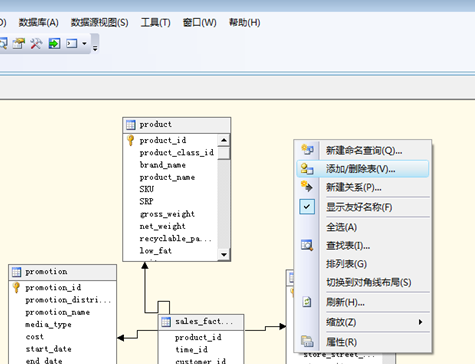 数据库(A) 数据源视图(S) 工具(T) 窗口(W) 帮助(H)
product
product_id
product_class_id
brand_name
product_name
SKU
SRP
gross_weight
net_weight
recyclable_pa...
low_fat
新建命名查询(Q)...
添加/删除表(V)...
新建关系(P)...
显示友好名称(F)
全选(A)
查找表(I)...
排列表(G)
切换到对角线布局(S)
刷新(H)...
缩放(Z)
属性(R)
promotion
promotion_id
promotion_distri...
promotion_name
media_type
cost
start_date
end_date
sales_fact...
product_id
time_id
customer_id
store_street_...